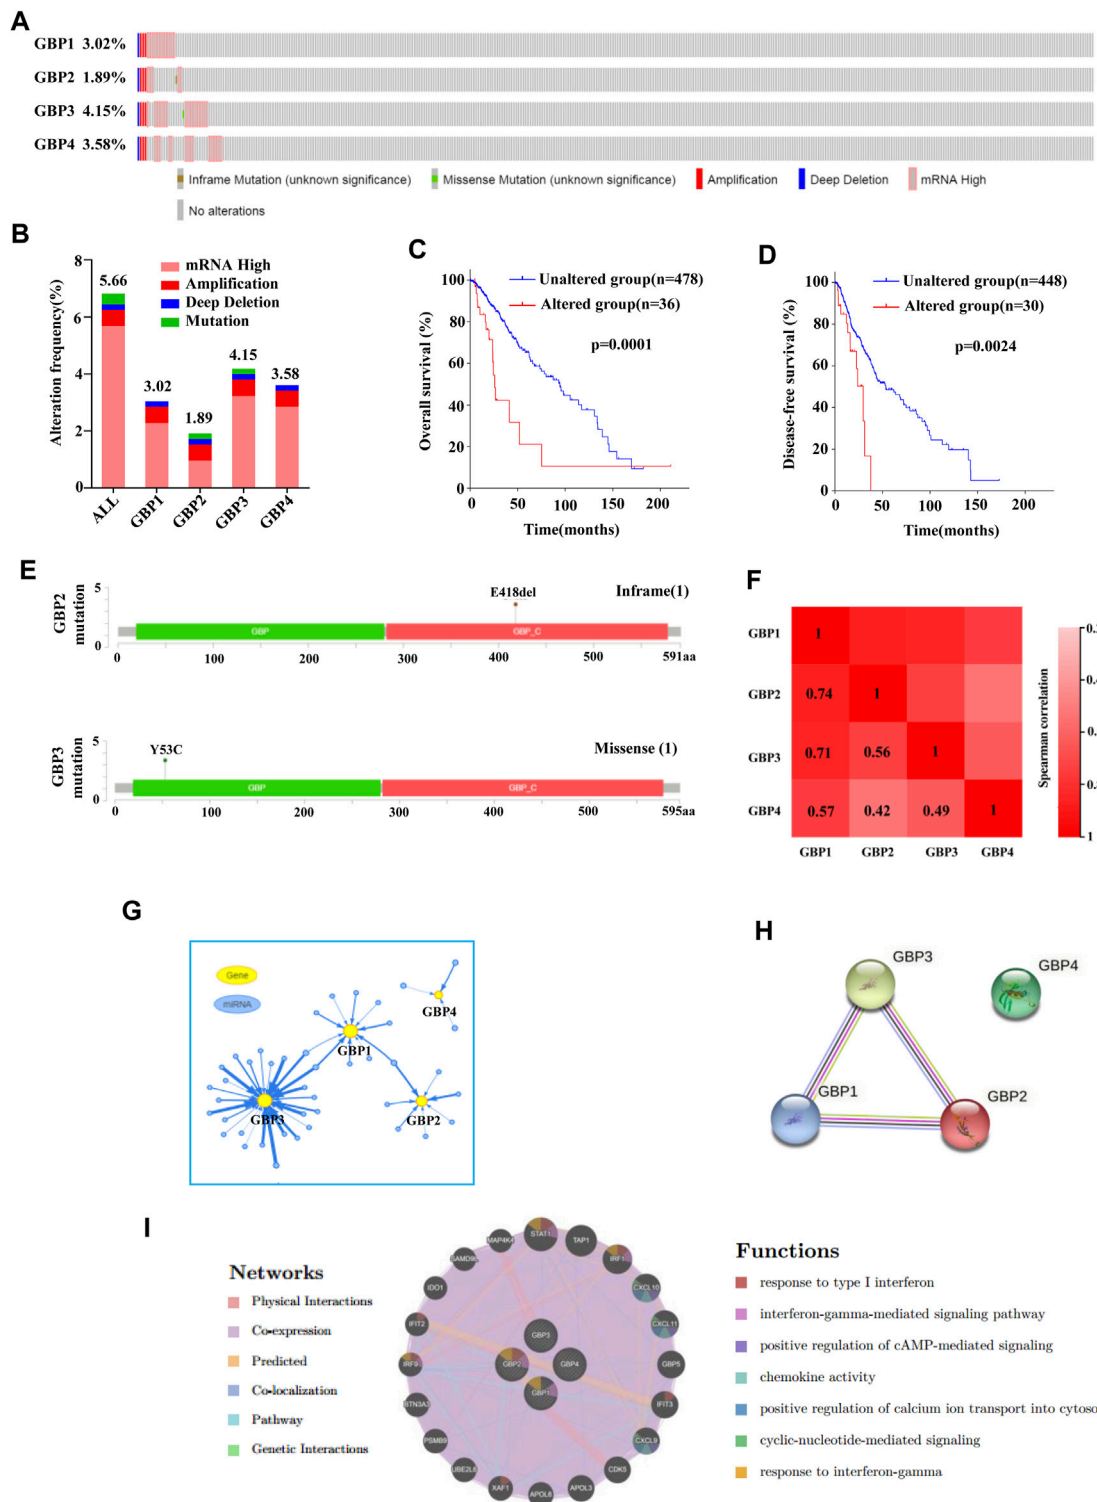 A
GBP1 3.02%
GBP2 1.89%
GBP3 4.15%
GBP4 3.58%
Inframe Mutation (unknown significance)
Missense Mutation (unknown significance)
Amplification
Deep Deletion
mRNA High
No alterations
B
Alteration frequency(%)
8
6
4
2
0
5.66
3.02
1.89
4.15
3.58
mRNA High
Amplification
Deep Deletion
Mutation
ALL
GBP1
GBP2
GBP3
GBP4
C
Overall survival (%)
100
80
60
40
20
0
Unaltered group(n=478)
Altered group(n=36)
p=0.0001
0 50 100 150 200
Time(months)
D
Disease-free survival (%)
100
80
60
40
20
0
Unaltered group(n=448)
Altered group(n=30)
p=0.0024
0 50 100 150 200
Time(months)
E
GBP2
mutation
5
0
E418del
Inframe(1)
GBP
GBP_C
0 100 200 300 400 500 591aa
GBP3
mutation
5
0
Y53C
Missense (1)
GBP
GBP_C
0 100 200 300 400 500 595aa
F
GBP1 1
GBP2 0.74 1
GBP3 0.71 0.56 1
GBP4 0.57 0.42 0.49 1
GBP1 GBP2 GBP3 GBP4
Spearman correlation
1
G
Gene
miRNA
GBP4
GBP1
GBP3
GBP2
H
GBP3
GBP4
GBP1
GBP2
I
Networks
Physical Interactions
Co-expression
Predicted
Co-localization
Pathway
Genetic Interactions
STAT1
TAP1
IRF1
CXCL10
CXCL11
GBP5
IFIT3
CXCL9
CDK5
APOL3
APOL6
XAF1
UBE2L6
PSMB9
BTN3A3
IRF9
IFIT2
IDO1
MAP4K4
GBP3
GBP2
GBP4
GBP1
Functions
response to type I interferon
interferon-gamma-mediated signaling pathway
positive regulation of cAMP-mediated signaling
chemokine activity
positive regulation of calcium ion transport into cytoso
cyclic-nucleotide-mediated signaling
response to interferon-gamma